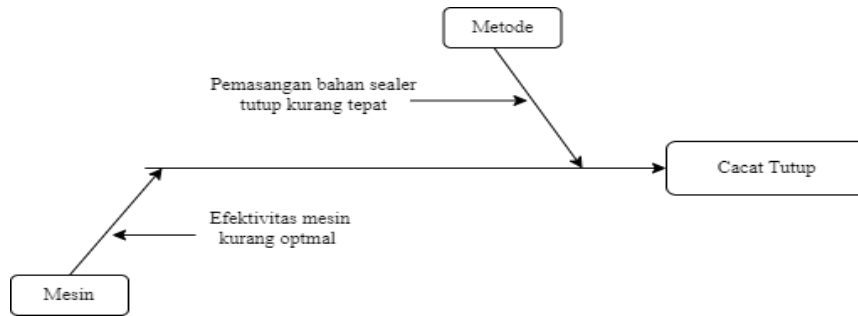 Metode
Pemasangan bahan sealer
tutup kurang tepat
Cacat Tutup
Efektivitas mesin
kurang optmal
Mesin